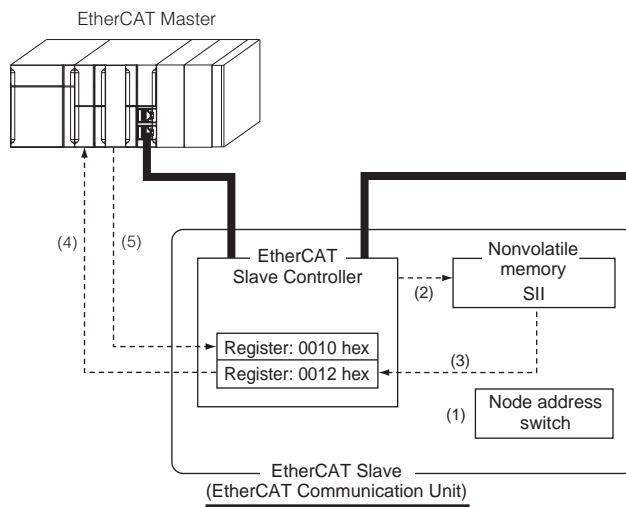 EtherCAT Master
(4)
(5)
EtherCAT
Slave Controller
Register: 0010 hex
Register: 0012 hex
(2)
Nonvolatile
memory
SII
(3)
(1)
Node address
switch
EtherCAT Slave
(EtherCAT Communication Unit)